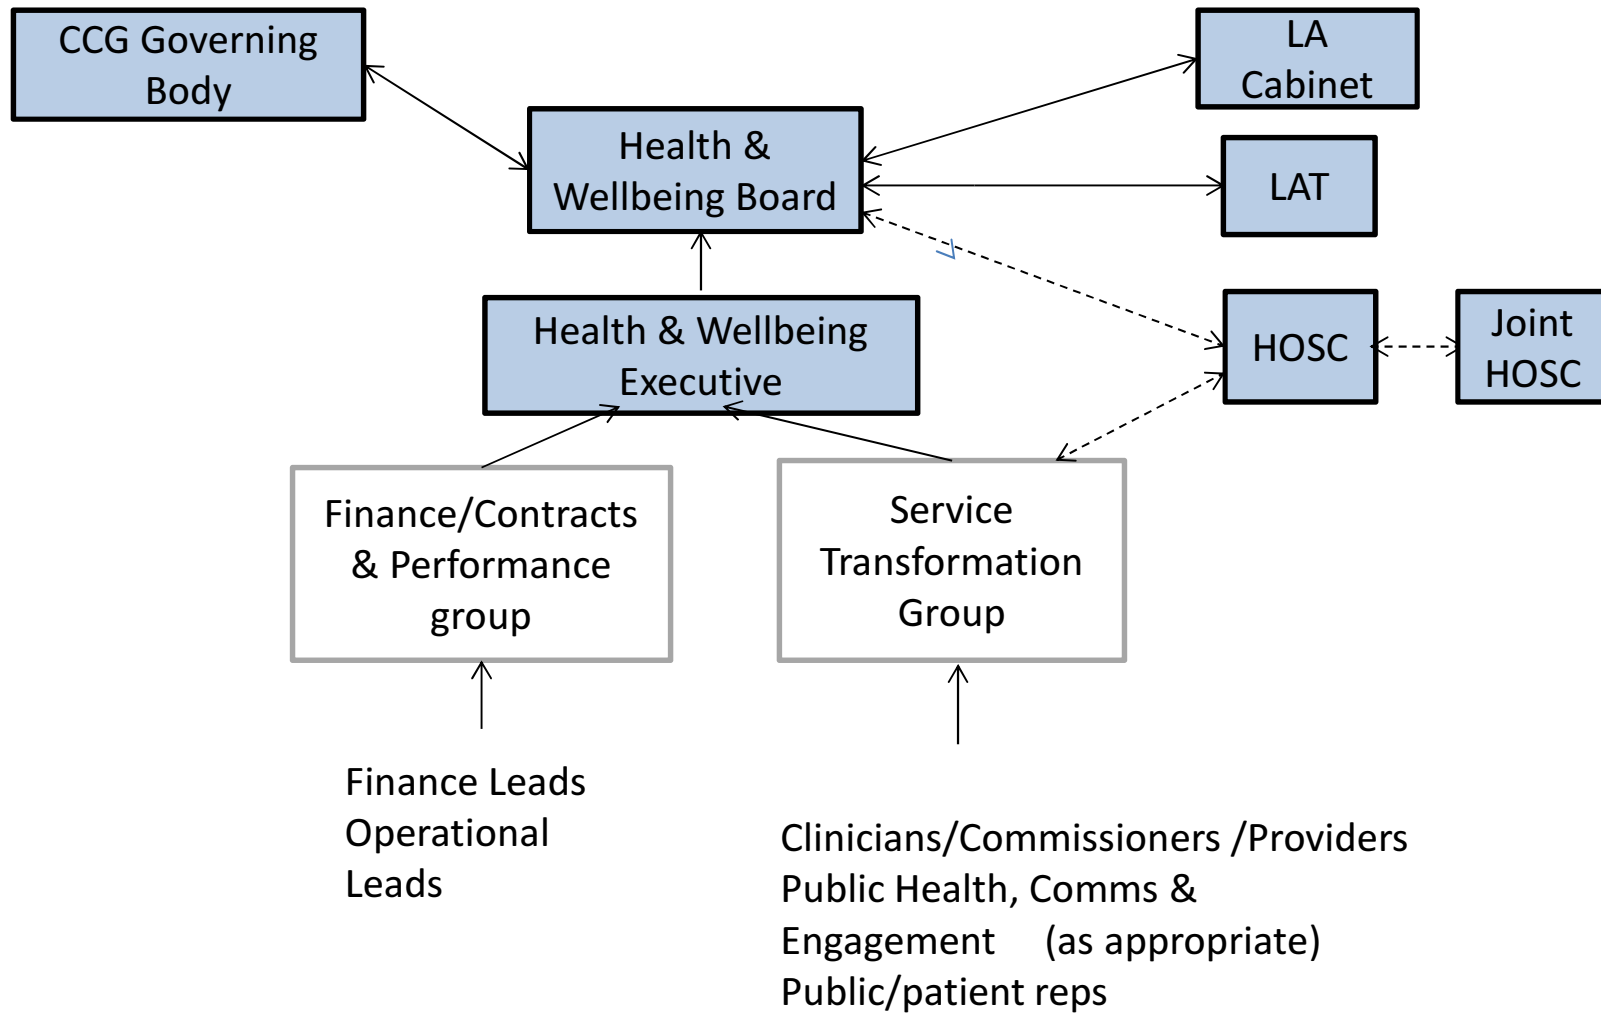 CCG Governing
Body
LA
Cabinet
Health &
Wellbeing Board
LAT
Health & Wellbeing
Executive
HOSC
Joint
HOSC
Finance/Contracts
& Performance
group
Service
Transformation
Group
Finance Leads
Operational
Leads
Clinicians/Commissioners /Providers
Public Health, Comms &
Engagement (as appropriate)
Public/patient reps